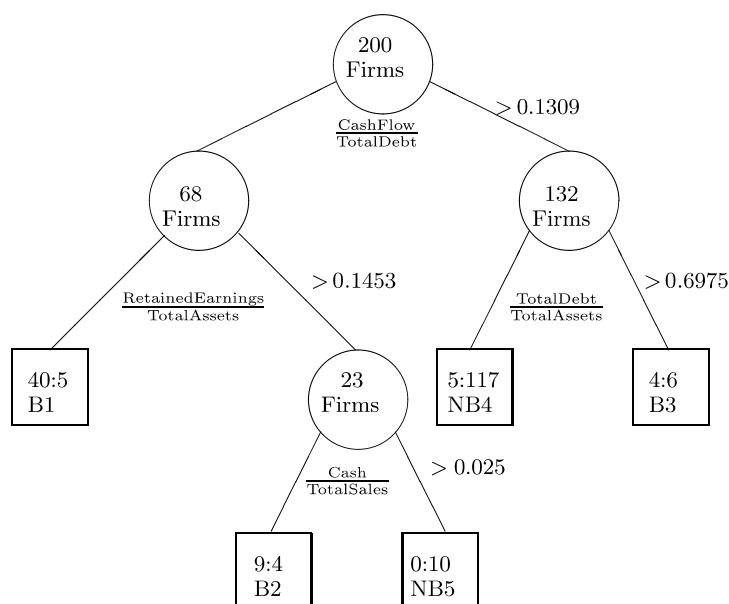 200
Firms
> 0.1309
CashFlow
TotalDebt
68
Firms
132
Firms
> 0.1453
> 0.6975
RetainedEarnings
TotalAssets
TotalDebt
TotalAssets
40:5
B1
23
Firms
5:117
NB4
4:6
B3
> 0.025
Cash
TotalSales
9:4
B2
0:10
NB5